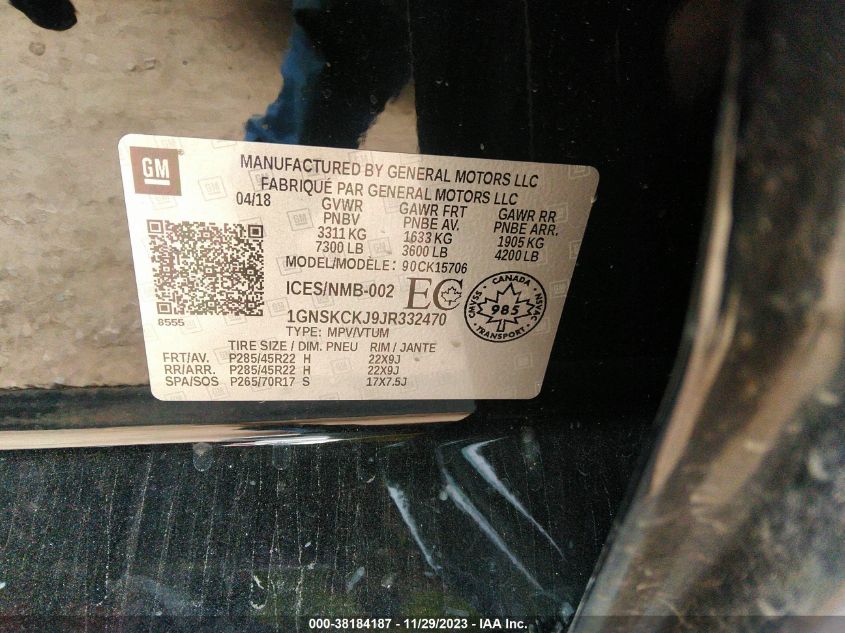 GM
MANUFACTURED BY GENERAL MOTORS LLC
FABRIQUÉ PAR GENERAL MOTORS LLC
04/18 GVWR GAWR FRT GAWR RR
PNBV PNBE AV. PNBE ARR.
3311 KG 1633 KG 1905 KG
7300 LB 3600 LB 4200 LB
MODEL/MODÈLE: 90CK15706
ICES/NMB-002 EC
CANADA
CMVSS 985 NSVAC
TRANSPORT
8555
1GNSKCKJ9JR332470
TYPE: MPV/VTUM
TIRE SIZE / DIM. PNEU RIM / JANTE
FRT/AV. P285/45R22 H 22X9J
RR/ARR. P285/45R22 H 22X9J
SPA/SOS P265/70R17 S 17X7.5J
000-38184187 - 11/29/2023 - IAA Inc.